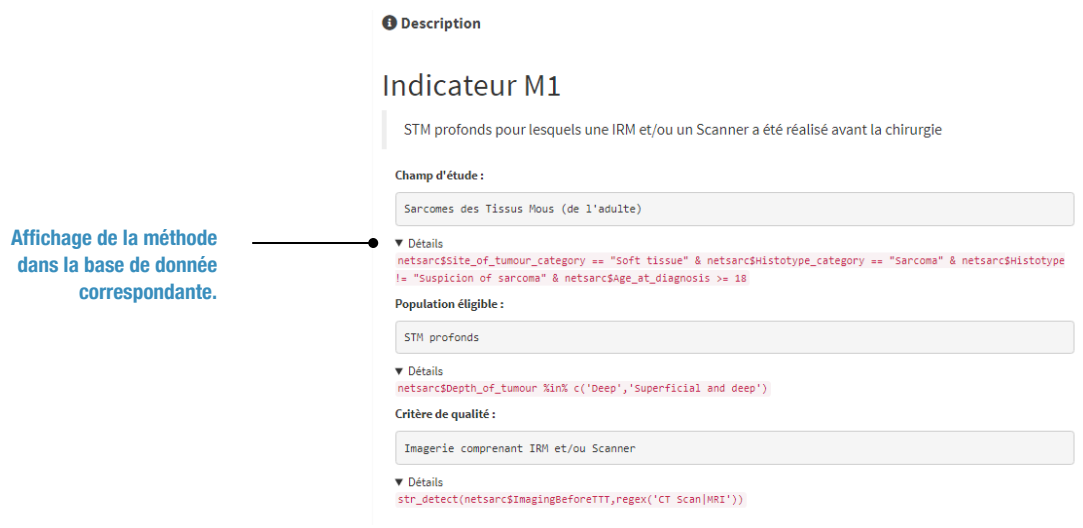 Description
Indicateur M1
STM profonds pour lesquels une IRM et/ou un Scanner a été réalisé avant la chirurgie
Champ d'étude :
Sarcomes des Tissus Mous (de l'adulte)
Affichage de la méthode
dans la base de donnée
correspondante.
▼ Détails
netsarc$Site_of_tumour_category == "Soft tissue" & netsarc$Histotype_category == "Sarcoma" & netsarc$Histotype
!= "Suspicion of sarcoma" & netsarc$Age_at_diagnosis >= 18
Population éligible :
STM profonds
▼ Détails
netsarc$Depth_of_tumour %in% c('Deep','Superficial and deep')
Critère de qualité :
Imagerie comprenant IRM et/ou Scanner
▼ Détails
str_detect(netsarc$ImagingBeforeTTT,regex('CT Scan|MRI'))